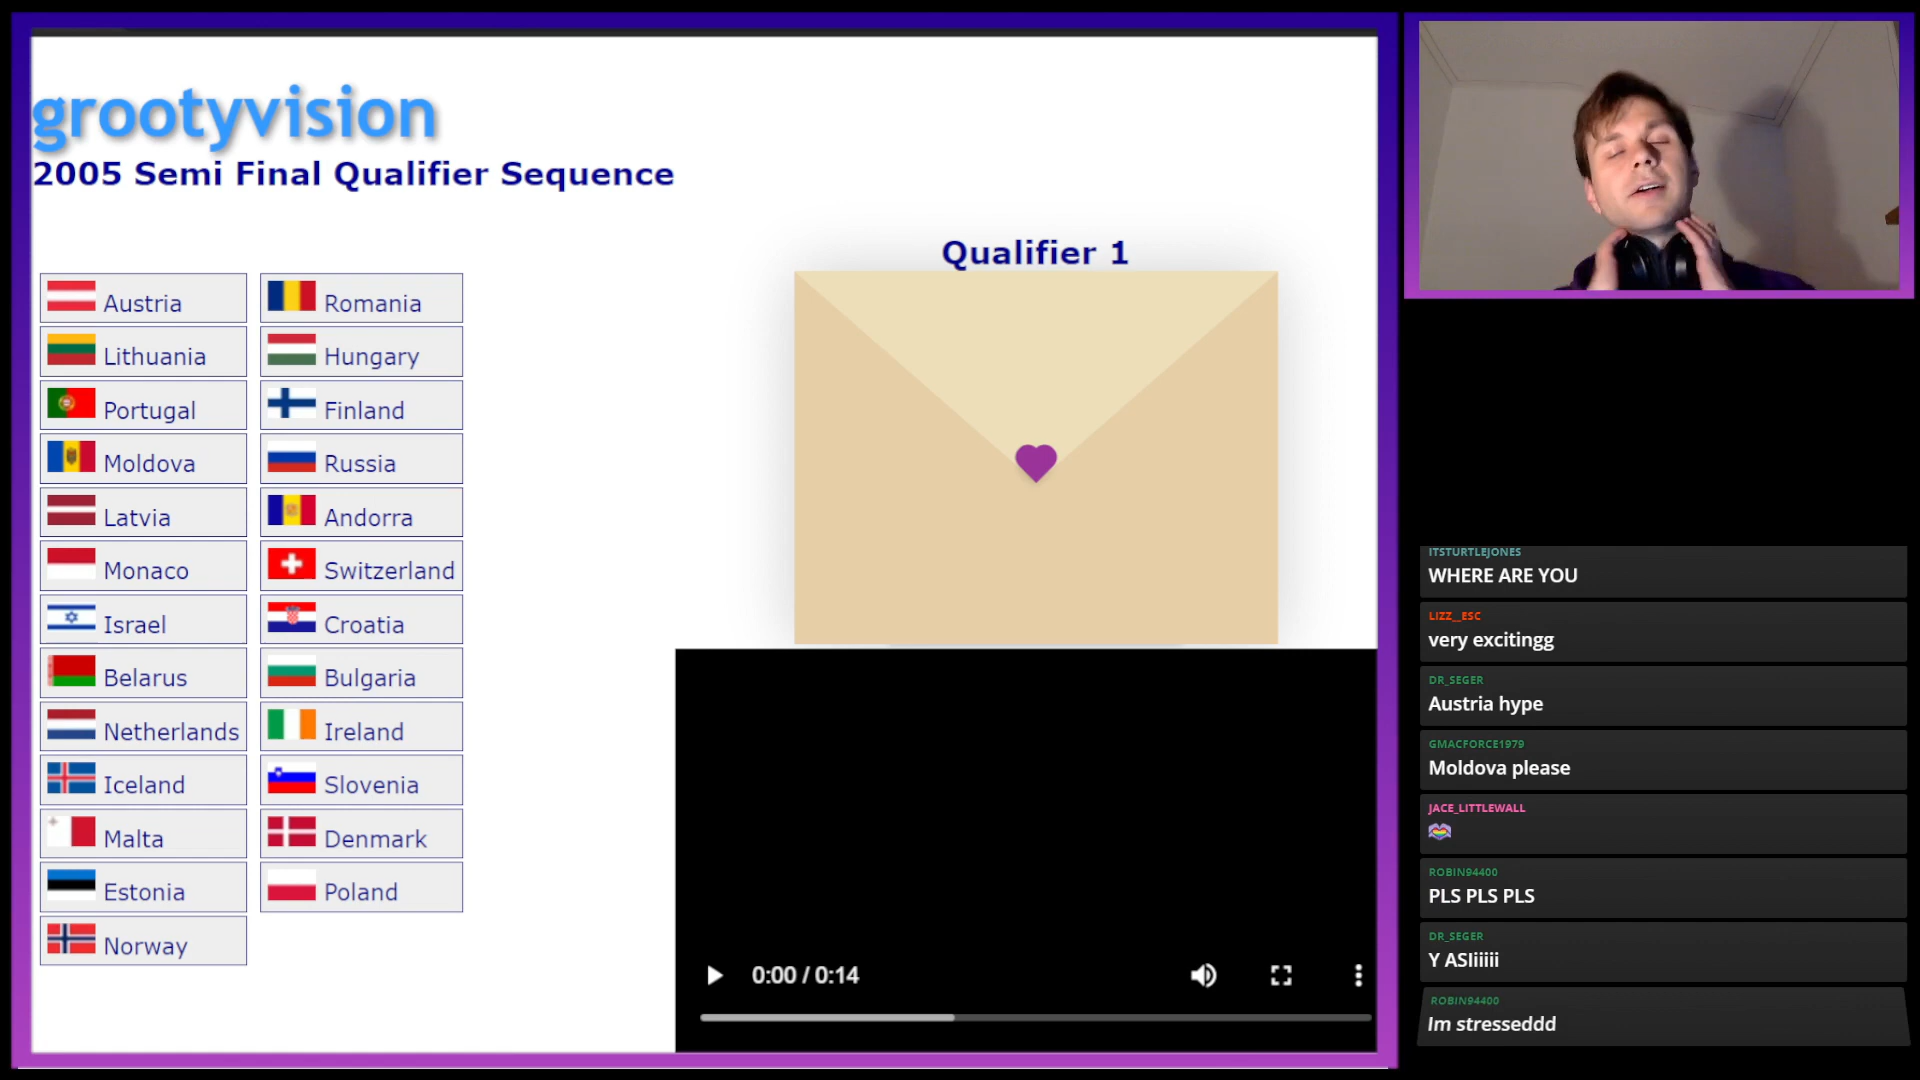 grootyvision
2005 Semi Final Qualifier Sequence
Qualifier 1
Austria
Lithuania
Portugal
Moldova
Latvia
Monaco
Israel
Belarus
Netherlands
Iceland
Malta
Estonia
Norway
Romania
Hungary
Finland
Russia
Andorra
Switzerland
Croatia
Bulgaria
Ireland
Slovenia
Denmark
Poland
0:00 / 0:14
ITSTURTLEJONES
WHERE ARE YOU
LIZZ__ESC
very excitingg
DR_SEGER
Austria hype
GMACFORCE1979
Moldova please
JACE_LITTLEWALL
ROBIN94400
PLS PLS PLS
DR_SEGER
Y ASIiiiii
ROBIN94400
Im stresseddd